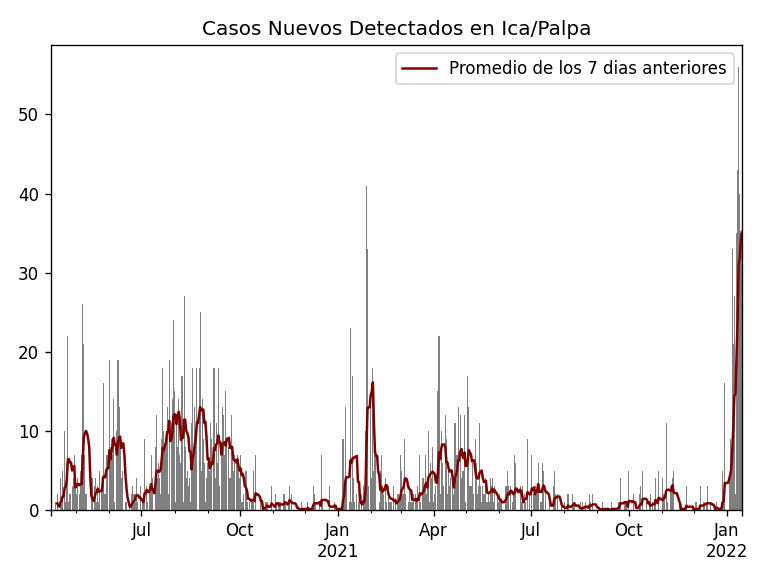 Casos Nuevos Detectados en Ica/Palpa
Promedio de los 7 dias anteriores
50
40
30
20
10
0
Jul Oct Jan Apr Jul Oct Jan
2021 2022